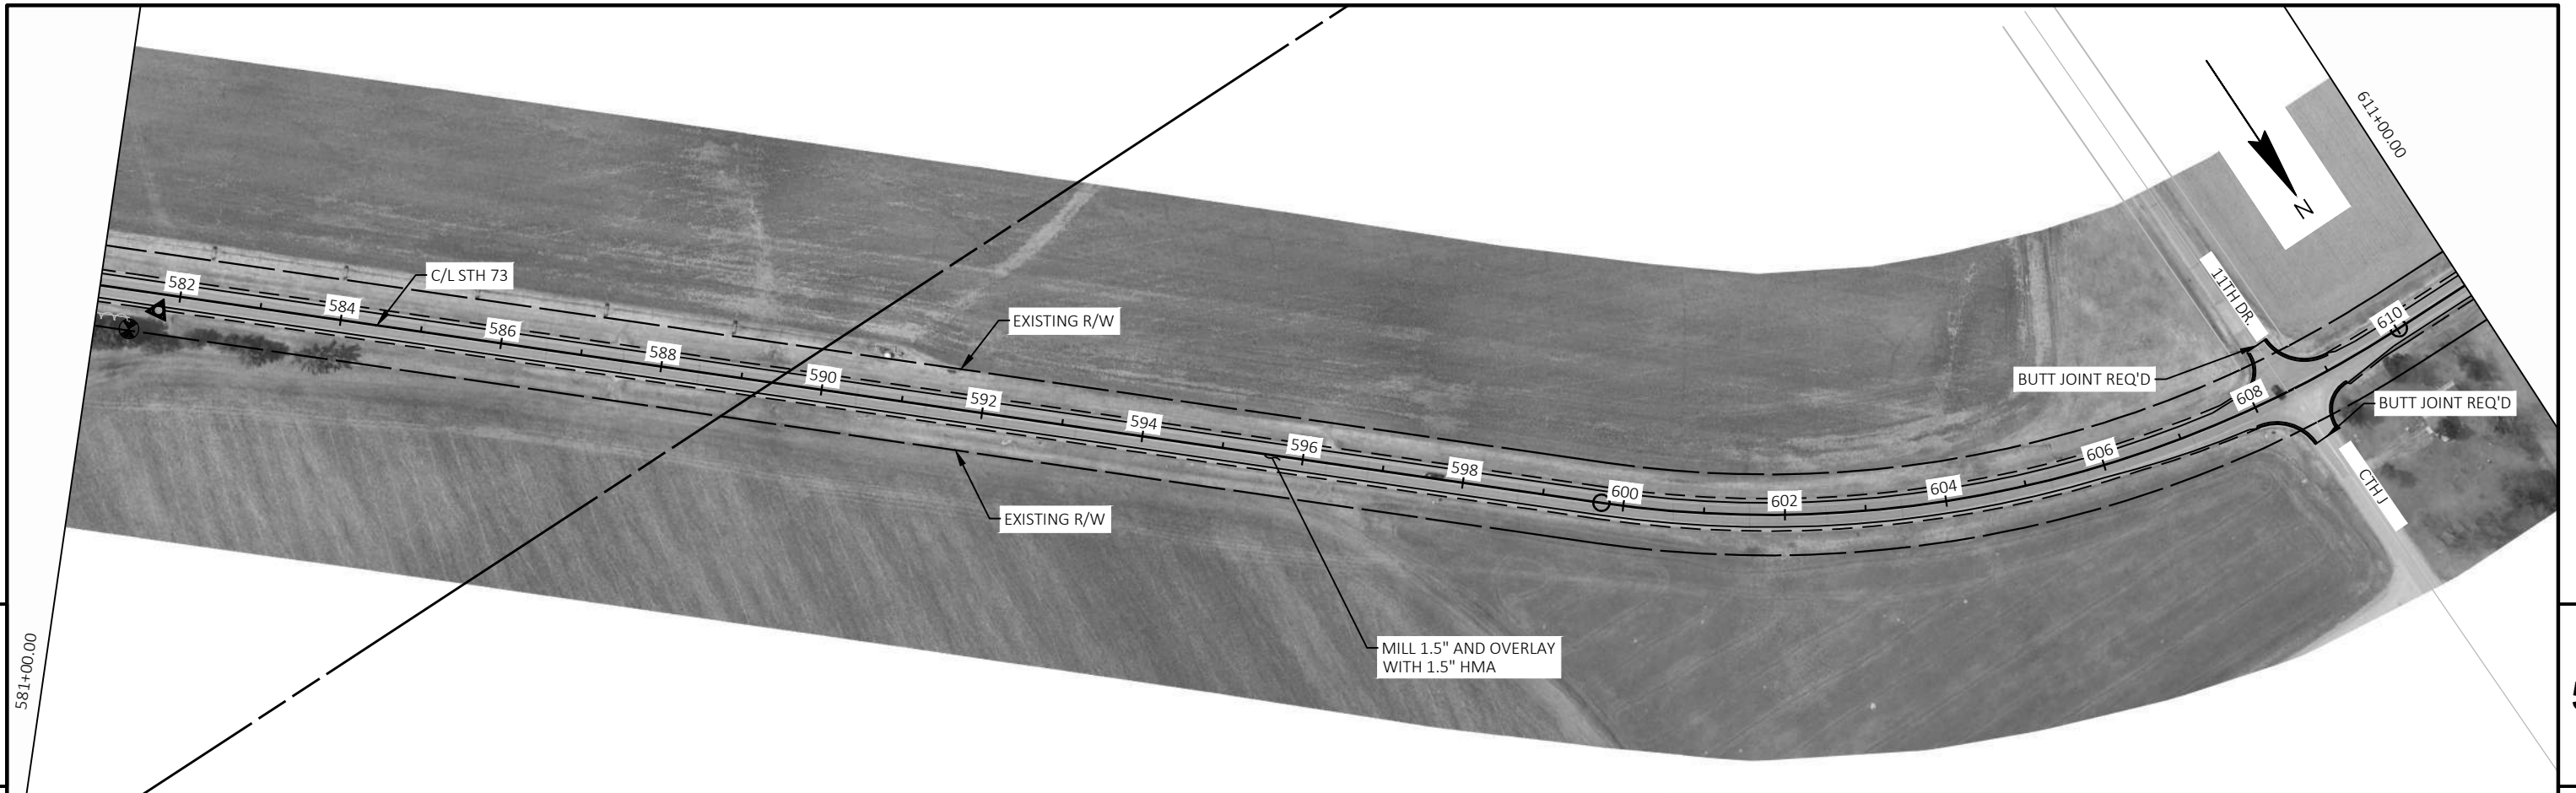 611+00.00
N
11TH DR.
C/L STH 73
582
584
586
588
590
592
594
596
598
600
602
604
606
608
610
EXISTING R/W
BUTT JOINT REQ'D
BUTT JOINT REQ'D
CTH J
EXISTING R/W
MILL 1.5" AND OVERLAY
WITH 1.5" HMA
581+00.00